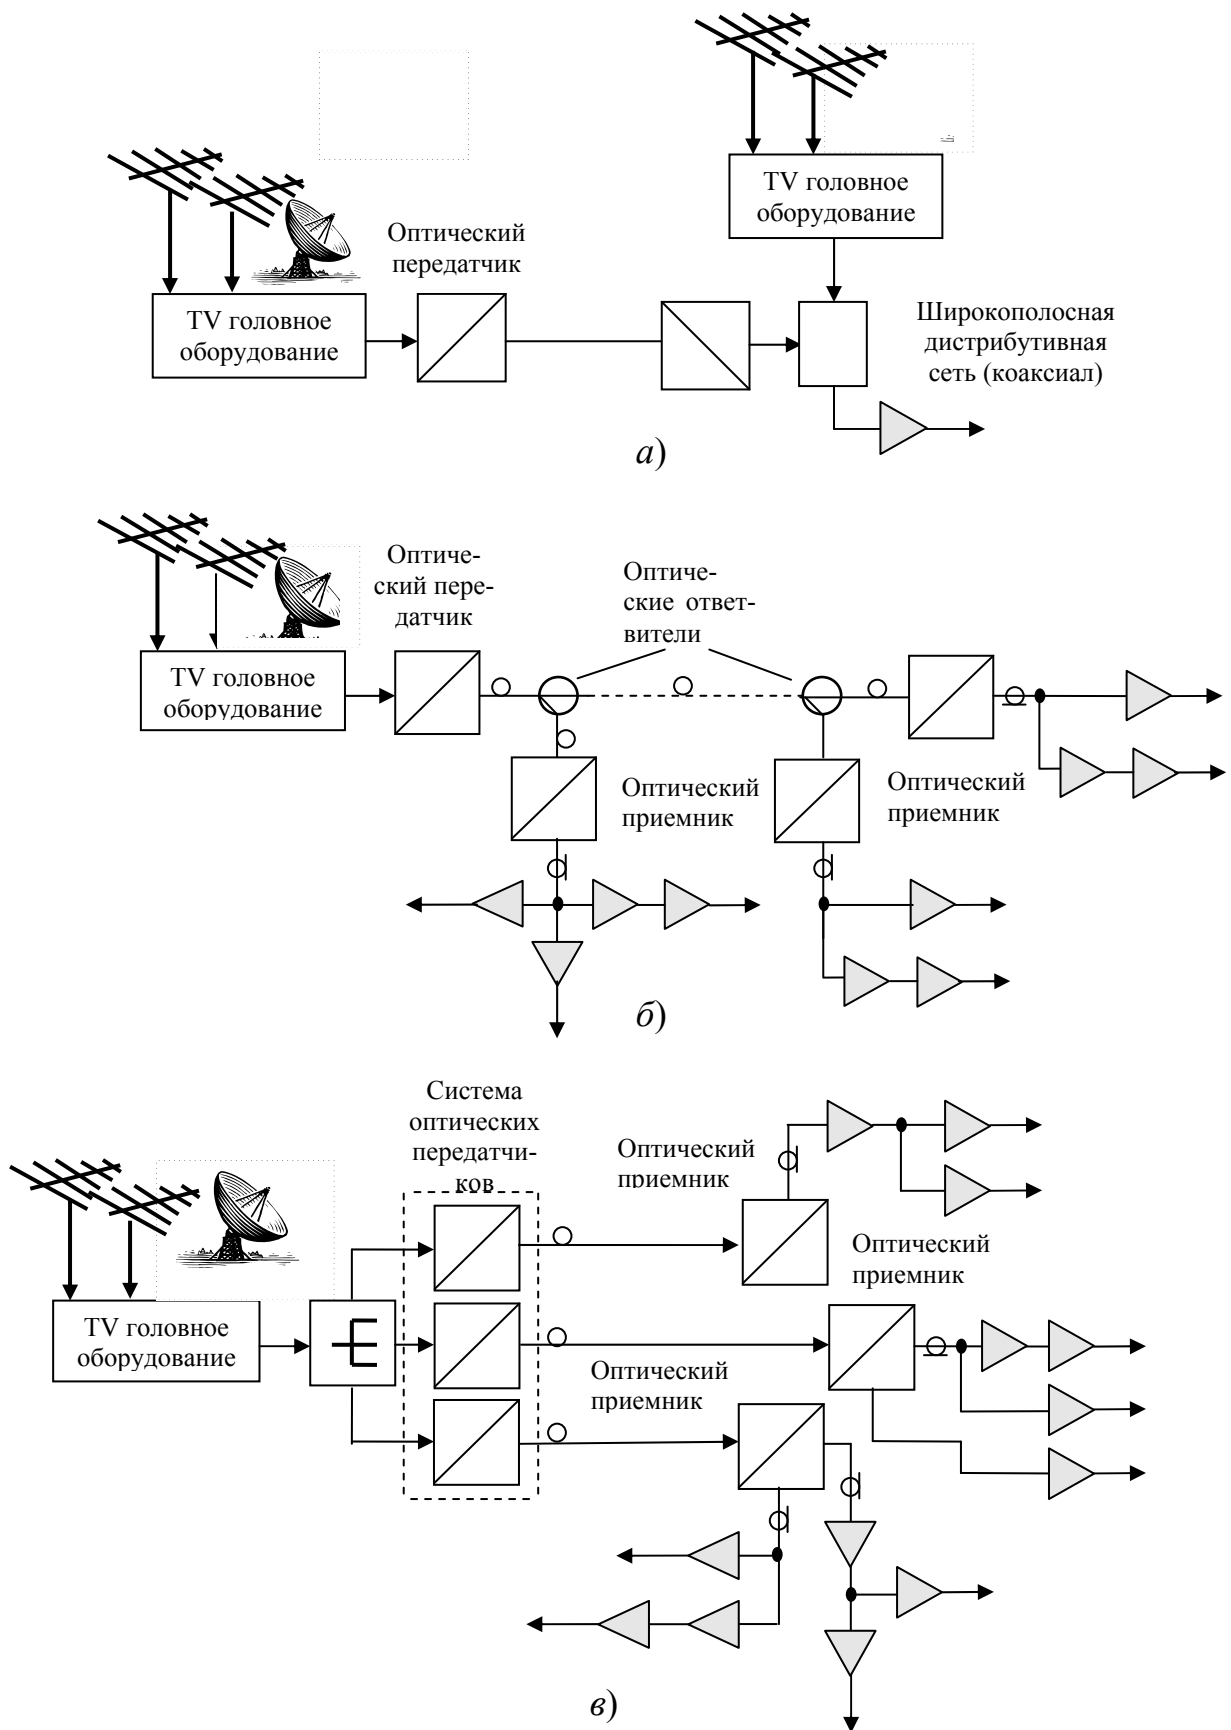 TV головное
оборудование
Оптический
передатчик
TV головное
оборудование
Широкополосная
дистрибутивная
сеть (коаксиал)
а)
Оптиче-
ский пере-
датчик
Оптиче-
ские ответ-
вители
TV головное
оборудование
Оптический
приемник
Оптический
приемник
б)
Система
оптических
передатчи-
ков
Оптический
приемник
Оптический
приемник
TV головное
оборудование
Оптический
приемник
в)